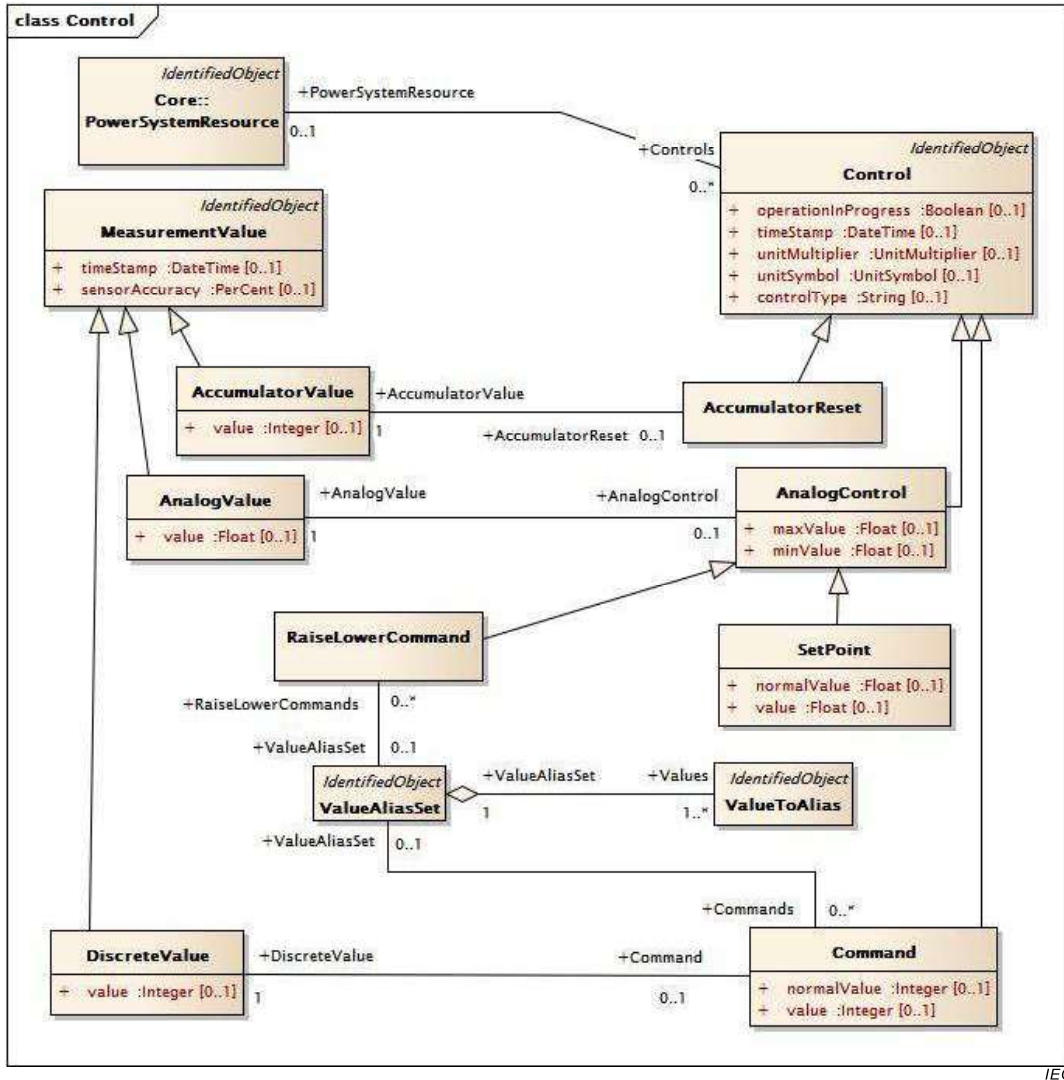 class Control
IdentifiedObject
Core::
PowerSystemResource
+PowerSystemResource
0..1
+Controls
0..*
IdentifiedObject
Control
+ operationInProgress :Boolean [0..1]
+ timeStamp :DateTime [0..1]
+ unitMultiplier :UnitMultiplier [0..1]
+ unitSymbol :UnitSymbol [0..1]
+ controlType :String [0..1]
IdentifiedObject
MeasurementValue
+ timeStamp :DateTime [0..1]
+ sensorAccuracy :PerCent [0..1]
AccumulatorValue
+ value :Integer [0..1]
+AccumulatorValue
1
+AccumulatorReset 0..1
AccumulatorReset
AnalogValue
+ value :Float [0..1]
+AnalogValue
1
+AnalogControl
0..1
AnalogControl
+ maxValue :Float [0..1]
+ minValue :Float [0..1]
RaiseLowerCommand
SetPoint
+ normalValue :Float [0..1]
+ value :Float [0..1]
+RaiseLowerCommands
0..*
+ValueAliasSet
0..1
IdentifiedObject
ValueAliasSet
+ValueAliasSet
1
+Values
1..*
IdentifiedObject
ValueToAlias
+ValueAliasSet
0..1
+Commands
0..*
DiscreteValue
+ value :Integer [0..1]
+DiscreteValue
1
+Command
0..1
Command
+ normalValue :Integer [0..1]
+ value :Integer [0..1]